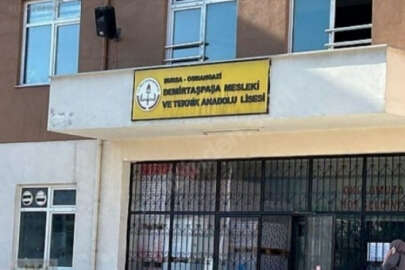 BURSA - OSMANGAZİ
DEMİRTAŞPAŞA MESLEKİ
VE TEKNİK ANADOLU LİSESİ